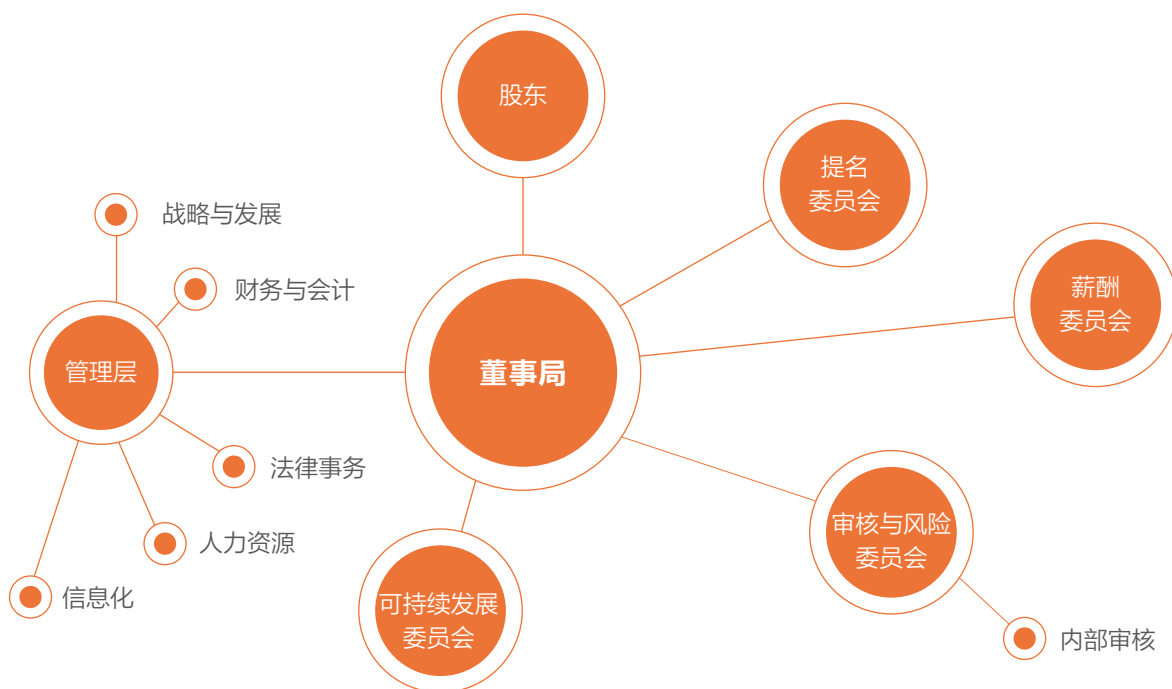 股东
提名
委员会
战略与发展
财务与会计
薪酬
委员会
管理层
董事局
法律事务
审核与风险
委员会
人力资源
信息化
可持续发展
委员会
内部审核